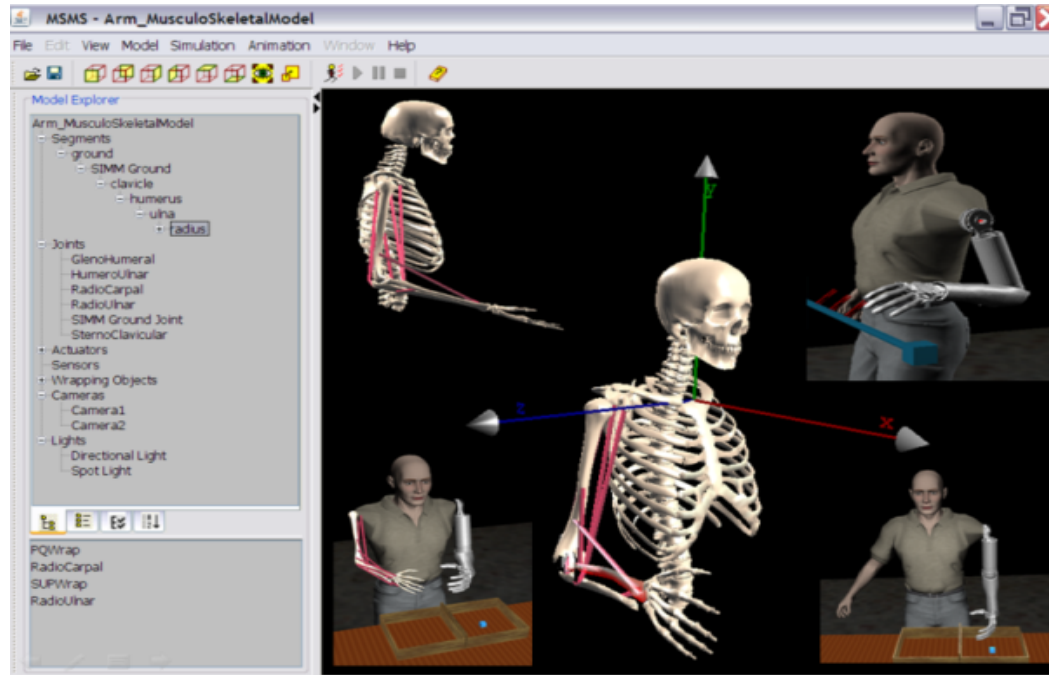 MSMS - Arm_MusculoSkeletalModel
File Edit View Model Simulation Animation Window Help
Model Explorer
Arm_MusculoSkeletalModel
Segments
ground
SIMM Ground
clavicle
humerus
ulna
radius
Joints
GlenoHumeral
HumeroUlnar
RadioCarpal
RadioUlnar
SIMM Ground Joint
SternoClavicular
Actuators
Sensors
Wrapping Objects
Cameras
Camera1
Camera2
Lights
Directional Light
Spot Light
PQWrap
RadioCarpal
SUPWrap
RadioUlnar
Y
Z
X